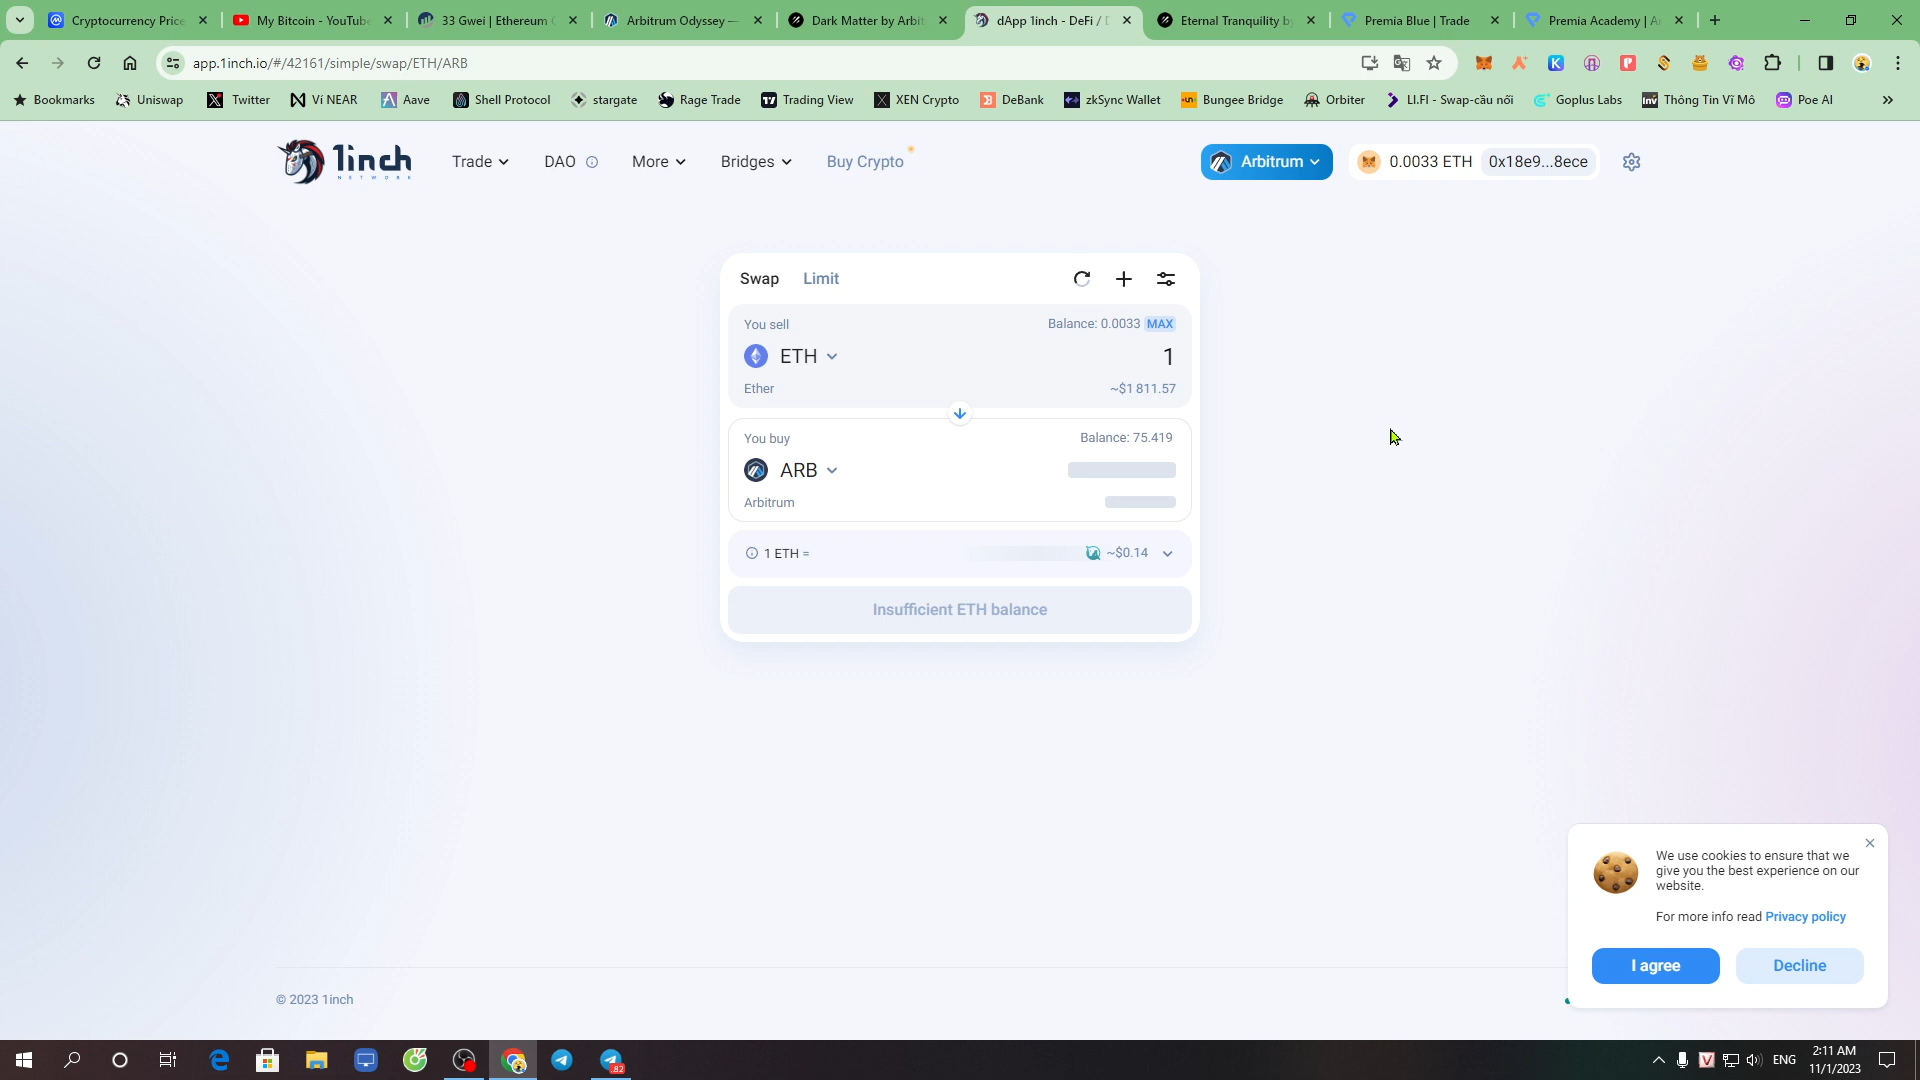 Cryptocurrency Price
My Bitcoin - YouTube
33 Gwei | Ethereum
Arbitrum Odyssey —
Dark Matter by Arbit
dApp 1inch - DeFi /
Eternal Tranquility by
Premia Blue | Trade
Premia Academy |
app.1inch.io/#/42161/simple/swap/ETH/ARB
Bookmarks
Uniswap
Twitter
Ví NEAR
Aave
Shell Protocol
stargate
Rage Trade
Trading View
XEN Crypto
DeBank
zkSync Wallet
Bungee Bridge
Orbiter
LI.FI - Swap-cầu nối
Goplus Labs
Thông Tin Vĩ Mô
Poe AI
1inch
NETWORK
Trade
DAO
More
Bridges
Buy Crypto
Arbitrum
0.0033 ETH
0x18e9...8ece
Swap
Limit
You sell
Balance: 0.0033 MAX
ETH
1
Ether
~$1 811.57
You buy
Balance: 75.419
ARB
Arbitrum
1 ETH =
~$0.14
Insufficient ETH balance
We use cookies to ensure that we
give you the best experience on our
website.
For more info read Privacy policy
I agree
Decline
© 2023 1inch
82
ENG
2:11 AM
11/1/2023